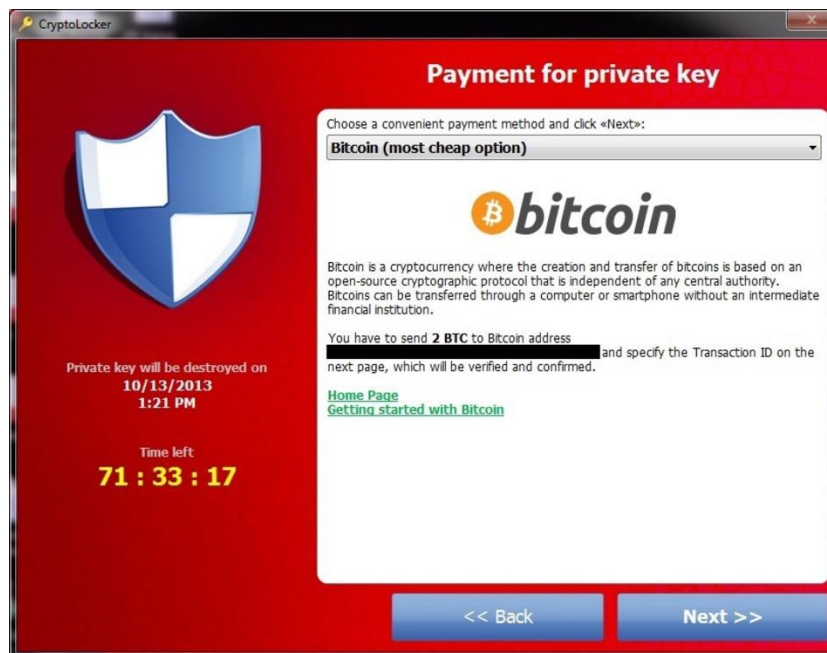 CryptoLocker
Payment for private key
Choose a convenient payment method and click «Next»:
Bitcoin (most cheap option)
bitcoin
Bitcoin is a cryptocurrency where the creation and transfer of bitcoins is based on an
open-source cryptographic protocol that is independent of any central authority.
Bitcoins can be transferred through a computer or smartphone without an intermediate
financial institution.
You have to send 2 BTC to Bitcoin address
and specify the Transaction ID on the
next page, which will be verified and confirmed.
Home Page
Getting started with Bitcoin
Private key will be destroyed on
10/13/2013
1:21 PM
Time left
71 : 33 : 17
<< Back
Next >>